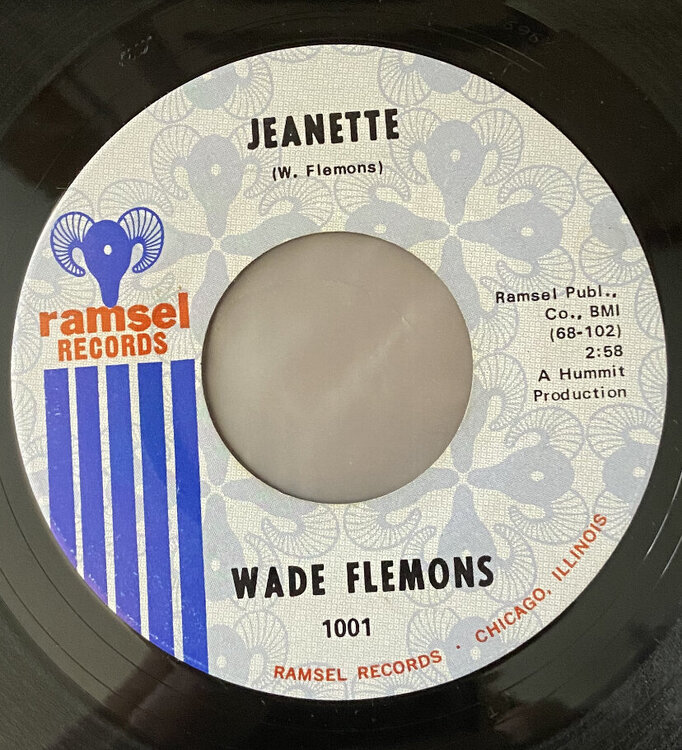 JEANETTE
(W. Flemons)
ramsel
RECORDS
Ramsel Publ.,
Co., BMI
(68-102)
2:58
A Hummit
Production
WADE FLEMONS
1001
RAMSEL RECORDS · CHICAGO, ILLINOIS